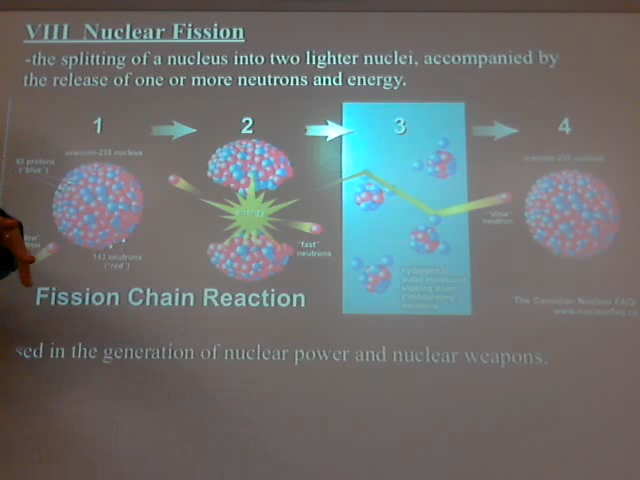 VIII Nuclear Fission
-the splitting of a nucleus into two lighter nuclei, accompanied by
the release of one or more neutrons and energy.
1 2 3 4
uranium-235 nucleus
92 protons
("blue")
energy
"fast"
neutrons
143 neutrons
("red")
"slow"
neutron
uranium-235 nucleus
Fission Chain Reaction
The Canadian Nuclear FAQ
sed in the generation of nuclear power and nuclear weapons.